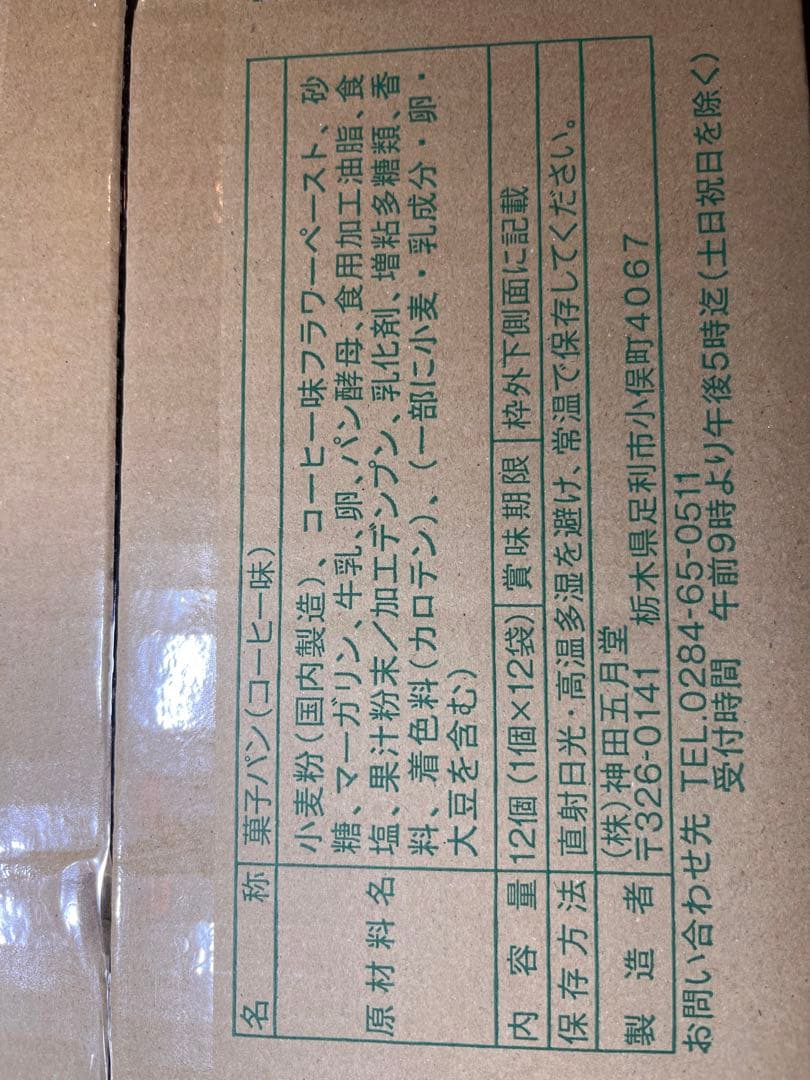 名称 菓子パン(コーヒー味)
原材料名 小麦粉(国内製造)、コーヒー味フラワーペースト、砂
糖、マーガリン、牛乳、卵、パン酵母、食用加工油脂、食
塩、果汁粉末/加工デンプン、乳化剤、増粘多糖類、香
料、着色料(カロテン)、(一部に小麦・乳成分・卵・
大豆を含む)
内容量 12個(1個×12袋) 賞味期限 枠外下側面に記載
保存方法 直射日光・高温多湿を避け、常温で保存してください。
製造者 (株)神田五月堂
〒326-0141 栃木県足利市小俣町4067
お問い合わせ先 TEL.0284-65-0511
受付時間 午前9時より午後5時迄(土日祝日を除く)